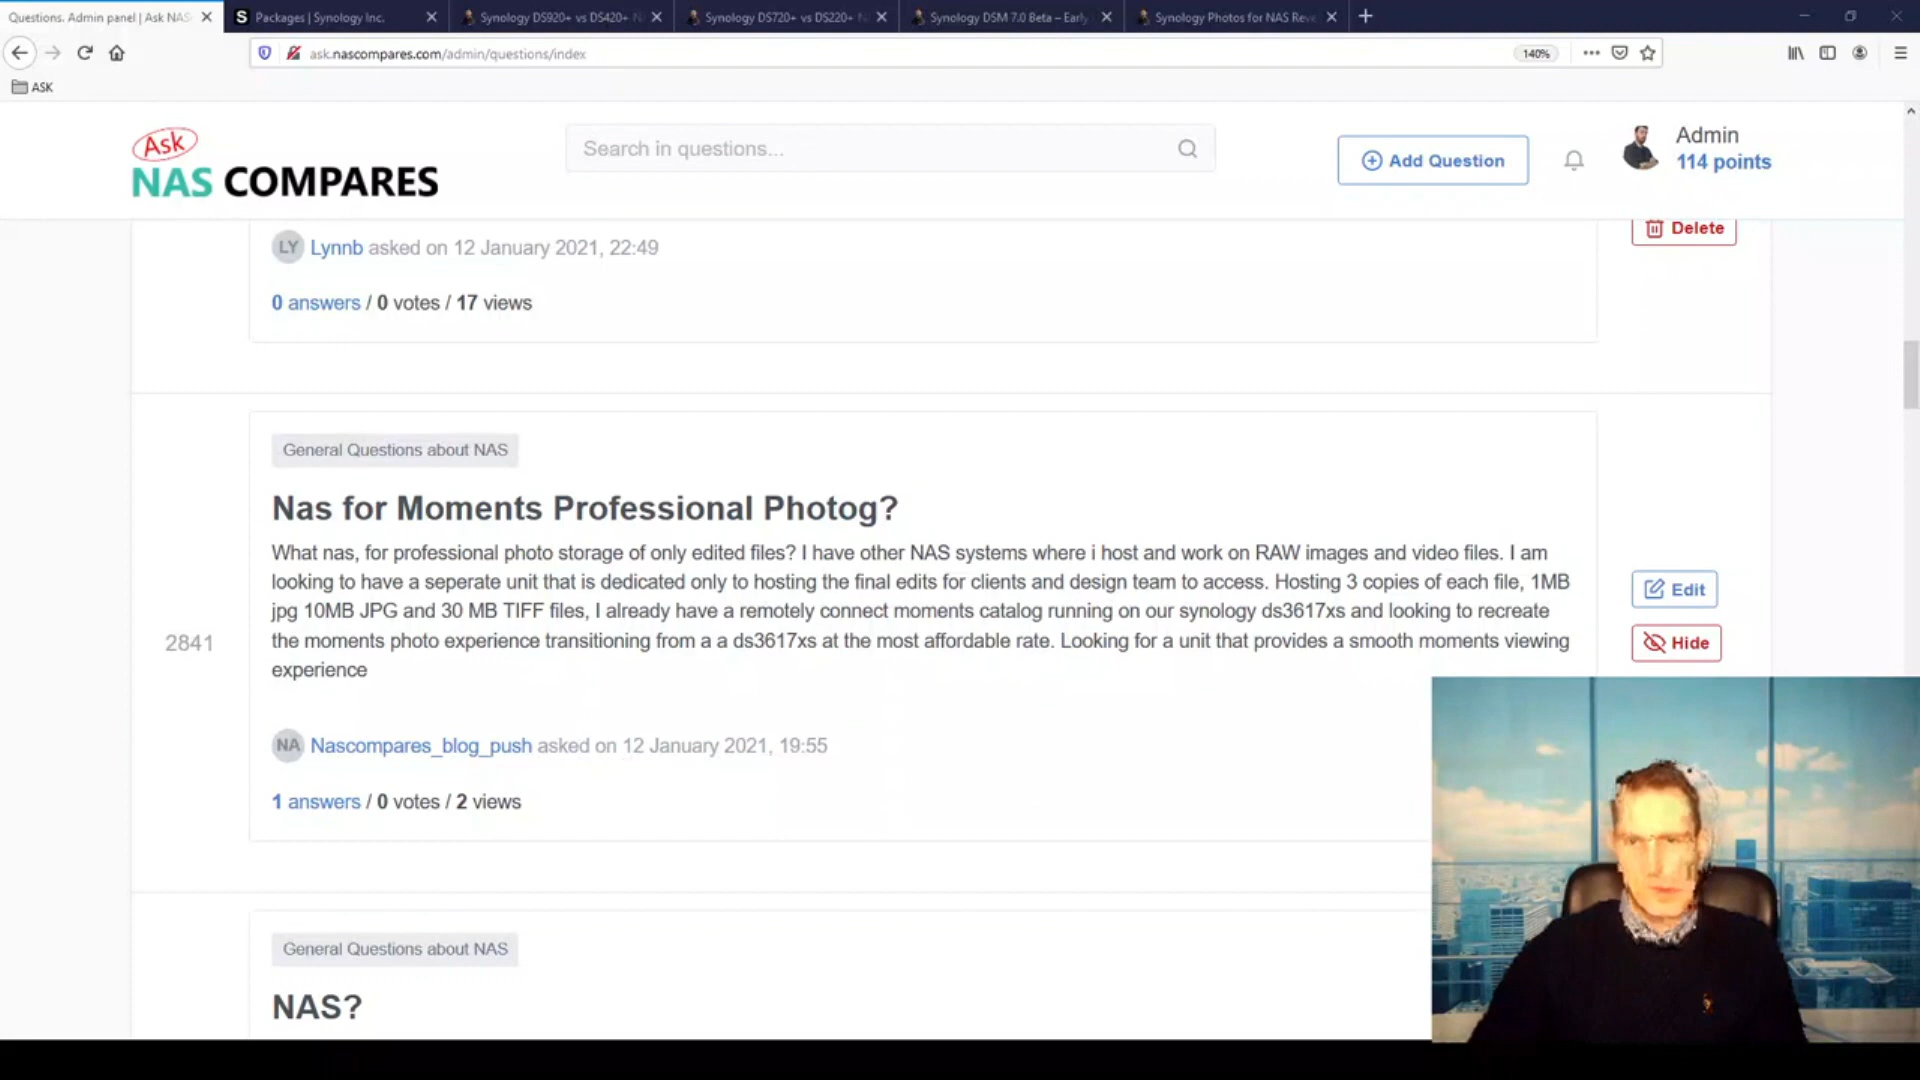 Questions. Admin panel | Ask NAS
Packages | Synology Inc.
Synology DS920+ vs DS420+ N
Synology DS720+ vs DS220+ N
Synology DSM 7.0 Beta – Early
Synology Photos for NAS Rev
ask.nascompares.com/admin/questions/index
140%
ASK
Ask
NAS COMPARES
Search in questions...
Add Question
Admin
114 points
Delete
LY Lynnb asked on 12 January 2021, 22:49
0 answers / 0 votes / 17 views
General Questions about NAS
Nas for Moments Professional Photog?
What nas, for professional photo storage of only edited files? I have other NAS systems where i host and work on RAW images and video files. I am
looking to have a seperate unit that is dedicated only to hosting the final edits for clients and design team to access. Hosting 3 copies of each file, 1MB
jpg 10MB JPG and 30 MB TIFF files, I already have a remotely connect moments catalog running on our synology ds3617xs and looking to recreate
the moments photo experience transitioning from a a ds3617xs at the most affordable rate. Looking for a unit that provides a smooth moments viewing
experience
2841
Edit
Hide
NA Nascompares_blog_push asked on 12 January 2021, 19:55
1 answers / 0 votes / 2 views
General Questions about NAS
NAS?